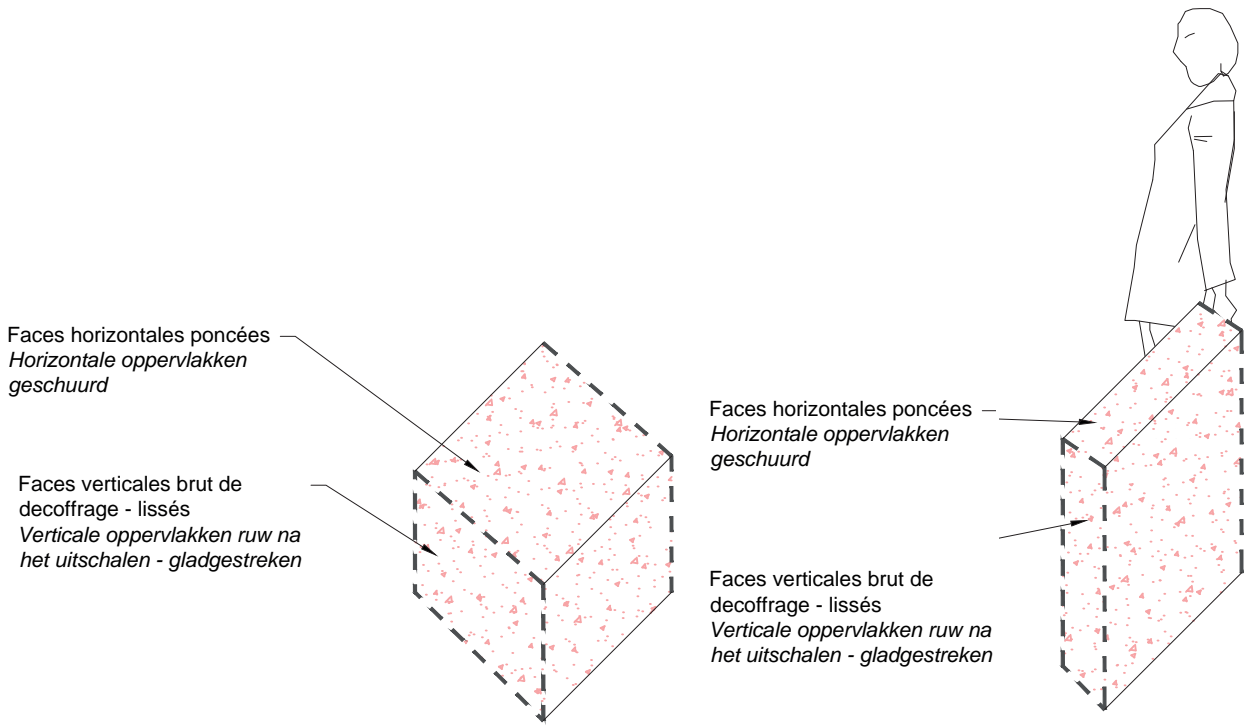 Faces horizontales poncées
Horizontale oppervlakken
geschuurd
Faces verticales brut de
decoffrage - lissés
Verticale oppervlakken ruw na
het uitschalen - gladgestreken
Faces horizontales poncées
Horizontale oppervlakken
geschuurd
Faces verticales brut de
decoffrage - lissés
Verticale oppervlakken ruw na
het uitschalen - gladgestreken